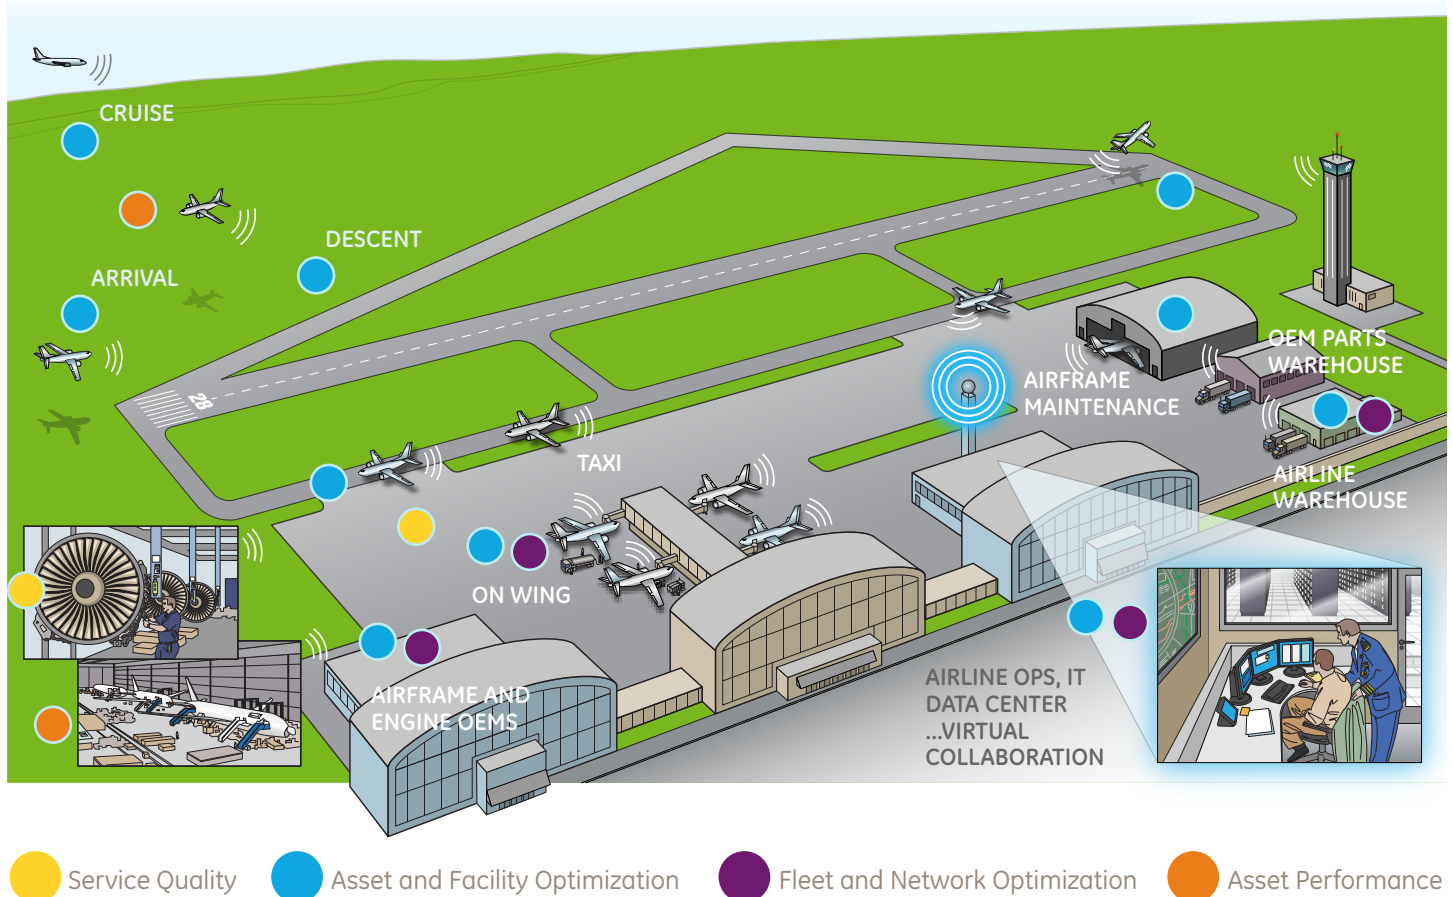 CRUISE
DESCENT
ARRIVAL
28
OEM PARTS
WAREHOUSE
AIRFRAME
MAINTENANCE
TAXI
AIRLINE
WAREHOUSE
ON WING
AIRFRAME AND
ENGINE OEMS
AIRLINE OPS, IT
DATA CENTER
...VIRTUAL
COLLABORATION
Service Quality
Asset and Facility Optimization
Fleet and Network Optimization
Asset Performance